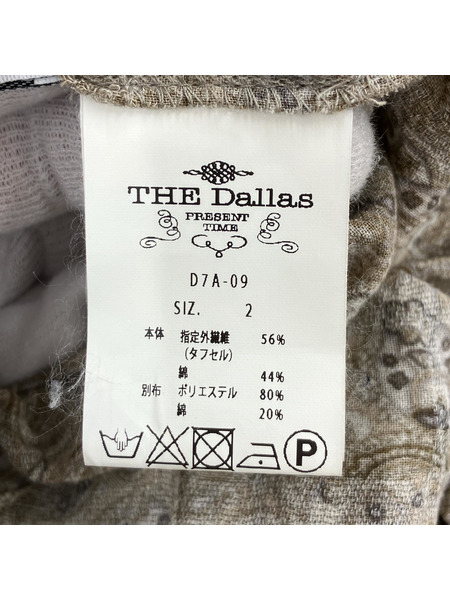 THE Dallas
PRESENT
TIME
D7A-09
SIZ. 2
本体 指定外繊維 56%
(タフセル)
綿 44%
別布 ポリエステル 80%
綿 20%
P